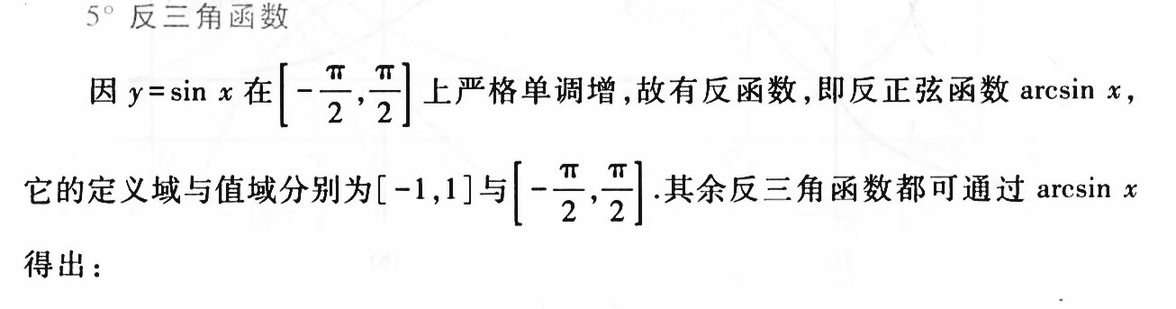 5° 反三角函数
因 y=sin x 在[-π/2,π/2]上严格单调增,故有反函数,即反正弦函数 arcsin x,
它的定义域与值域分别为[-1,1]与[-π/2,π/2].其余反三角函数都可通过 arcsin x
得出: